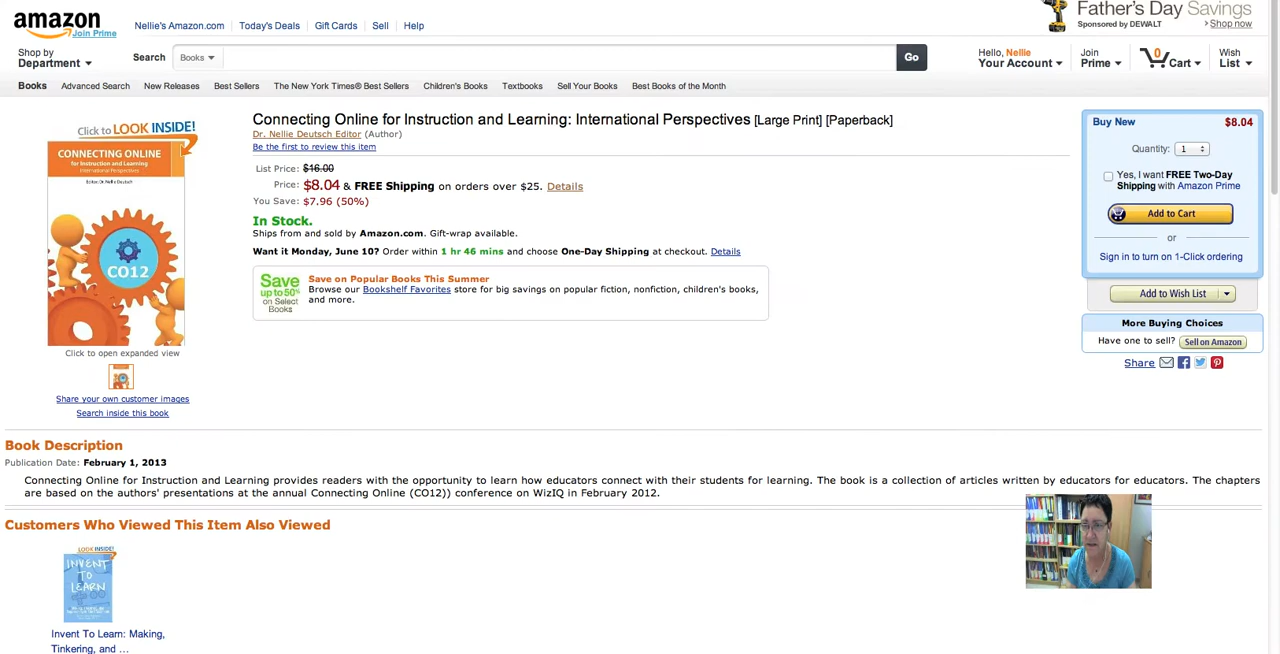 amazon
Join Prime
Nellie's Amazon.com
Today's Deals
Gift Cards
Sell
Help
Father's Day Savings
Sponsored by DEWALT
Shop now
Shop by
Department
Search
Books
Go
Hello, Nellie
Your Account
Join
Prime
0
Cart
Wish
List
Books
Advanced Search
New Releases
Best Sellers
The New York Times® Best Sellers
Children's Books
Textbooks
Sell Your Books
Best Books of the Month
Click to LOOK INSIDE!
CONNECTING ONLINE
for Instruction and Learning
International Perspectives
Editor: Dr. Nellie Deutsch
CO12
Click to open expanded view
Share your own customer images
Search inside this book
Connecting Online for Instruction and Learning: International Perspectives [Large Print] [Paperback]
Dr. Nellie Deutsch Editor (Author)
Be the first to review this item
List Price: $16.00
Price: $8.04 & FREE Shipping on orders over $25. Details
You Save: $7.96 (50%)
In Stock.
Ships from and sold by Amazon.com. Gift-wrap available.
Want it Monday, June 10? Order within 1 hr 46 mins and choose One-Day Shipping at checkout. Details
Save
up to 50%
on Select
Books
Save on Popular Books This Summer
Browse our Bookshelf Favorites store for big savings on popular fiction, nonfiction, children's books,
and more.
Buy New
$8.04
Quantity: 1
Yes, I want FREE Two-Day
Shipping with Amazon Prime
Add to Cart
or
Sign in to turn on 1-Click ordering
Add to Wish List
More Buying Choices
Have one to sell? Sell on Amazon
Share
Book Description
Publication Date: February 1, 2013
Connecting Online for Instruction and Learning provides readers with the opportunity to learn how educators connect with their students for learning. The book is a collection of articles written by educators for educators. The chapters
are based on the authors' presentations at the annual Connecting Online (CO12)) conference on WizIQ in February 2012.
Customers Who Viewed This Item Also Viewed
LOOK INSIDE!
INVENT
TO
LEARN
Invent To Learn: Making,
Tinkering, and ...